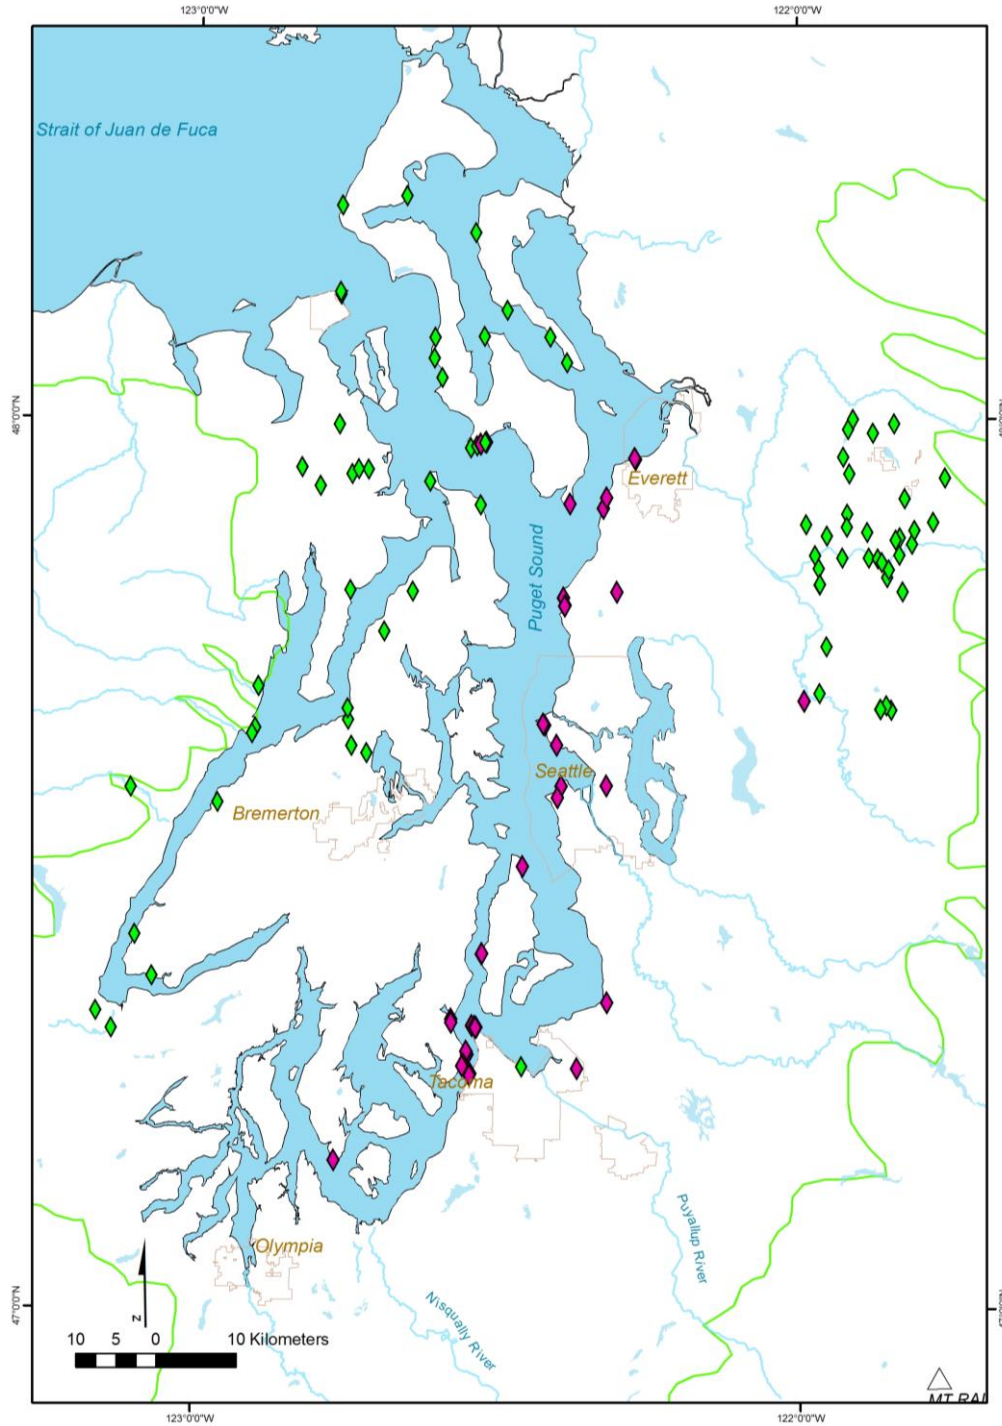 123°0'0"W 122°0'0"W
Strait of Juan de Fuca
48°0'0"N
Everett
Puget Sound
Seattle
Bremerton
Tacoma
Puyallup River
Olympia
Nisqually River
z
10 5 0 10 Kilometers
47°0'0"N
MT RAI
123°0'0"W 122°0'0"W